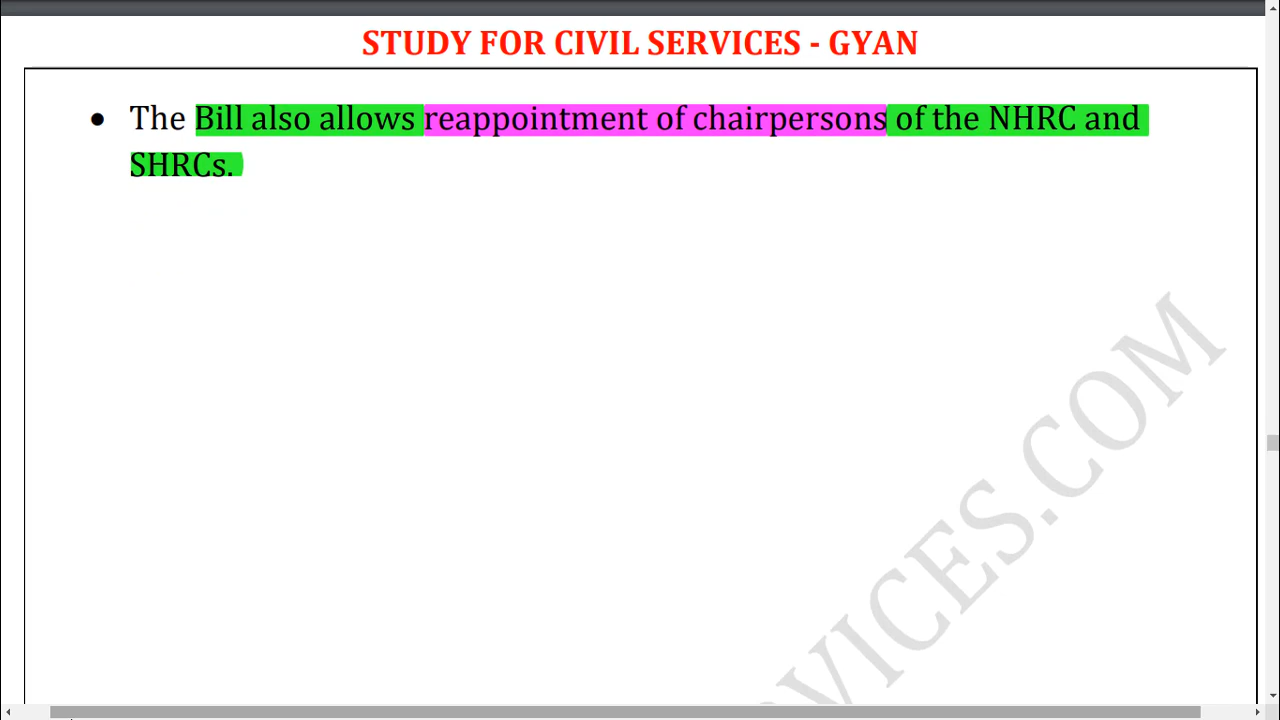 STUDY FOR CIVIL SERVICES - GYAN
• The Bill also allows reappointment of chairpersons of the NHRC and
SHRCs.
VICES.COM